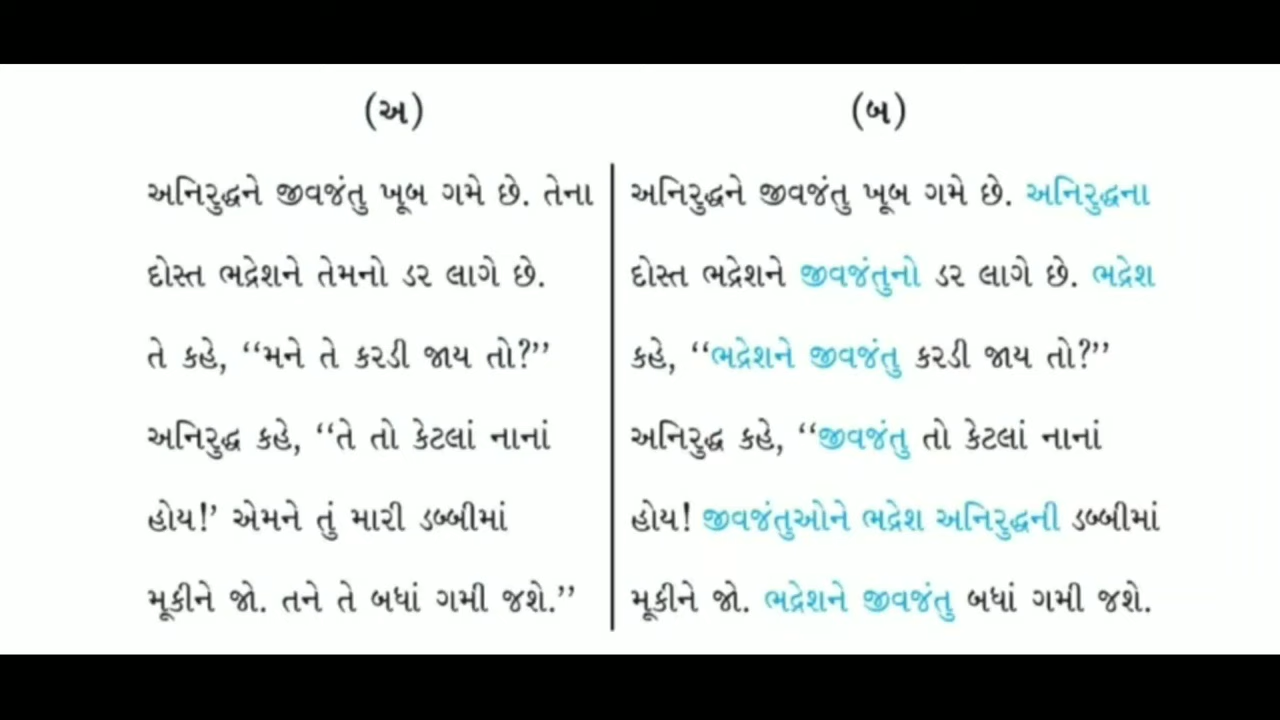 (અ)
અનિરુદ્ધને જીવજંતુ ખૂબ ગમે છે. તેના
દોસ્ત ભદ્રેશને તેમનો ડર લાગે છે.
તે કહે, “મને તે કરડી જાય તો?”
અનિરુદ્ધ કહે, “તે તો કેટલાં નાનાં
હોય!’ એમને તું મારી ડબ્બીમાં
મૂકીને જો. તને તે બધાં ગમી જશે.”
(બ)
અનિરુદ્ધને જીવજંતુ ખૂબ ગમે છે. અનિરુદ્ધના
દોસ્ત ભદ્રેશને જીવજંતુનો ડર લાગે છે. ભદ્રેશ
કહે, “ભદ્રેશને જીવજંતુ કરડી જાય તો?”
અનિરુદ્ધ કહે, “જીવજંતુ તો કેટલાં નાનાં
હોય! જીવજંતુઓને ભદ્રેશ અનિરુદ્ધની ડબ્બીમાં
મૂકીને જો. ભદ્રેશને જીવજંતુ બધાં ગમી જશે.